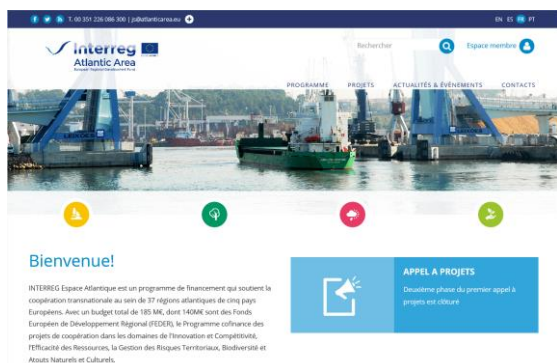 T. 00 351 226 086 300 | js@atlanticarea.eu
EN ES FR PT
Interreg
Atlantic Area
European Regional Development Fund
Rechercher
Espace membre
PROGRAMME PROJETS ACTUALITÉS & ÉVÈNEMENTS CONTACTS
Bienvenue!
INTERREG Espace Atlantique est un programme de financement qui soutient la
coopération transnationale au sein de 37 régions atlantiques de cinq pays
Européens. Avec un budget total de 185 M€, dont 140M€ sont des Fonds
Européen de Développement Régional (FEDER), le Programme cofinance des
projets de coopération dans les domaines de l'Innovation et Compétitivité,
l'Efficacité des Ressources, la Gestion des Risques Territoriaux, Biodiversité et
Atouts Naturels et Culturels.
APPEL A PROJETS
Deuxième phase du premier appel à
projets est clôturé